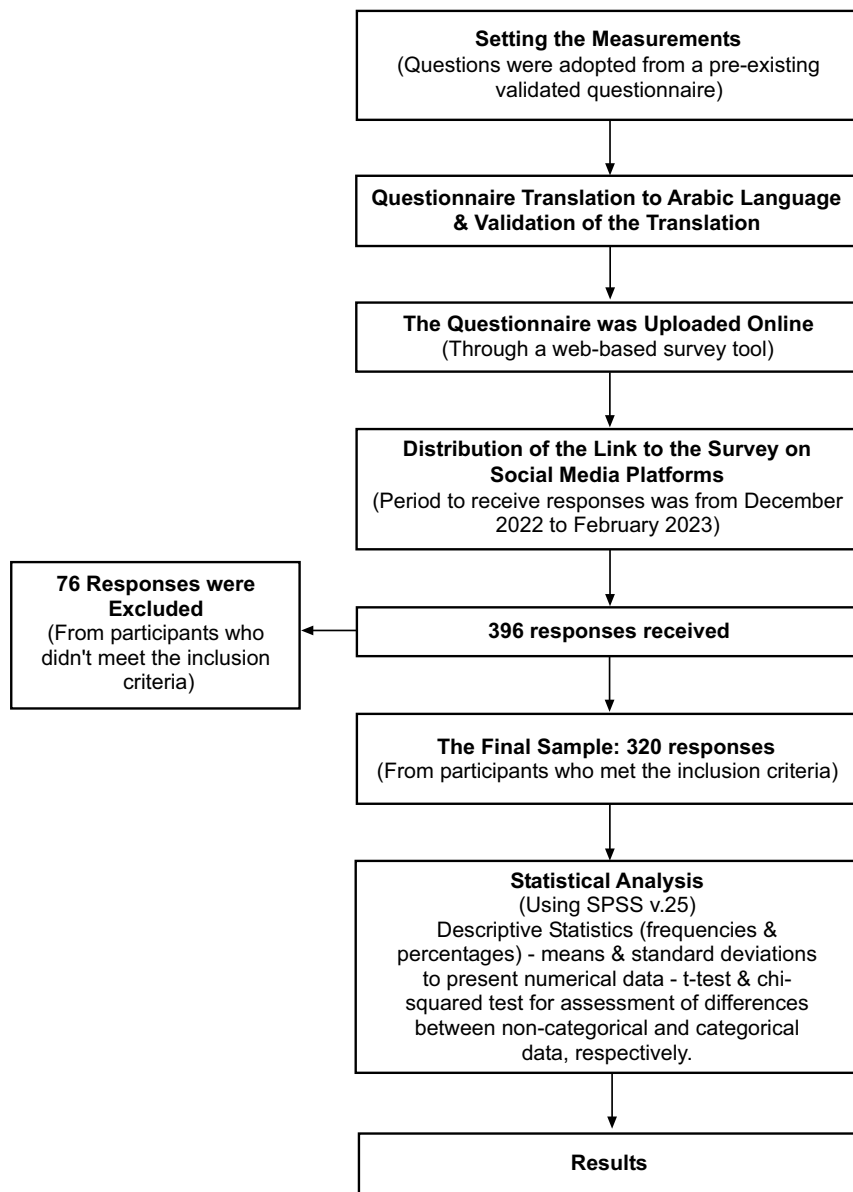 Setting the Measurements
(Questions were adopted from a pre-existing
validated questionnaire)
Questionnaire Translation to Arabic Language
& Validation of the Translation
The Questionnaire was Uploaded Online
(Through a web-based survey tool)
Distribution of the Link to the Survey on
Social Media Platforms
(Period to receive responses was from December
2022 to February 2023)
76 Responses were
Excluded
(From participants who
didn't meet the inclusion
criteria)
396 responses received
The Final Sample: 320 responses
(From participants who met the inclusion criteria)
Statistical Analysis
(Using SPSS v.25)
Descriptive Statistics (frequencies &
percentages) - means & standard deviations
to present numerical data - t-test & chi-
squared test for assessment of differences
between non-categorical and categorical
data, respectively.
Results